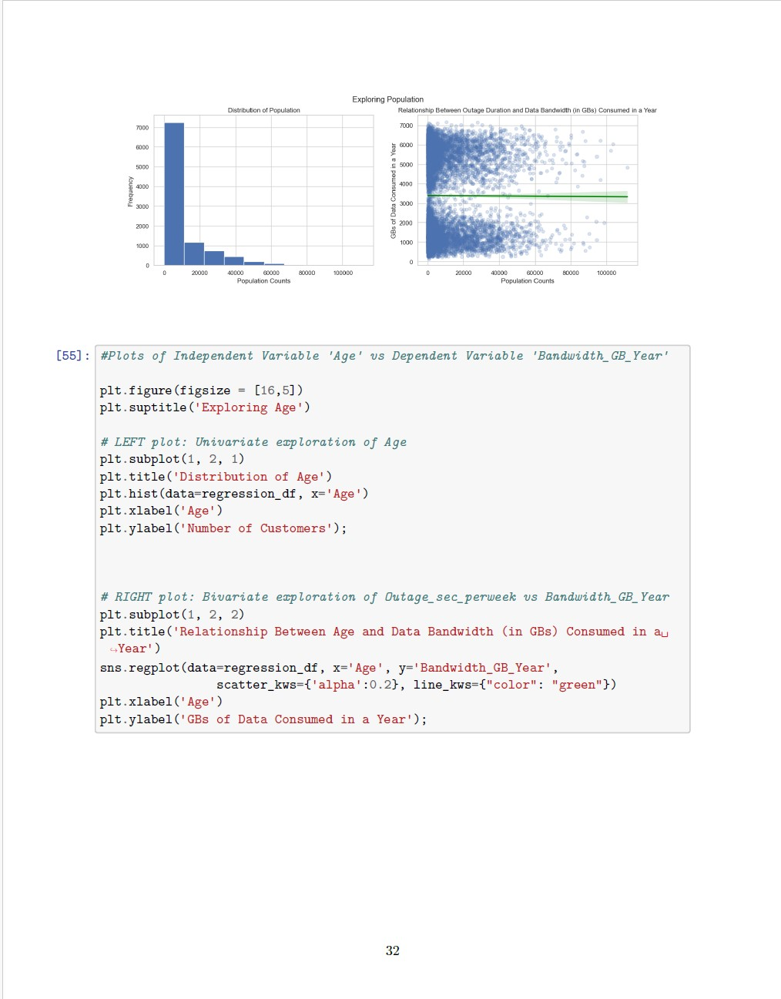 Exploring Population
Distribution of Population
Frequency
7000
6000
5000
4000
3000
2000
1000
0
0 20000 40000 60000 80000 100000
Population Counts
Relationship Between Outage Duration and Data Bandwidth (in GBs) Consumed in a Year
GBs of Data Consumed in a Year
7000
6000
5000
4000
3000
2000
1000
0
0 20000 40000 60000 80000 100000
Population Counts
[55]: #Plots of Independent Variable 'Age' vs Dependent Variable 'Bandwidth_GB_Year'
plt.figure(figsize = [16,5])
plt.suptitle('Exploring Age')
# LEFT plot: Univariate exploration of Age
plt.subplot(1, 2, 1)
plt.title('Distribution of Age')
plt.hist(data=regression_df, x='Age')
plt.xlabel('Age')
plt.ylabel('Number of Customers');
# RIGHT plot: Bivariate exploration of Outage_sec_perweek vs Bandwidth_GB_Year
plt.subplot(1, 2, 2)
plt.title('Relationship Between Age and Data Bandwidth (in GBs) Consumed in a␣
↪Year')
sns.regplot(data=regression_df, x='Age', y='Bandwidth_GB_Year',
scatter_kws={'alpha':0.2}, line_kws={"color": "green"})
plt.xlabel('Age')
plt.ylabel('GBs of Data Consumed in a Year');
32